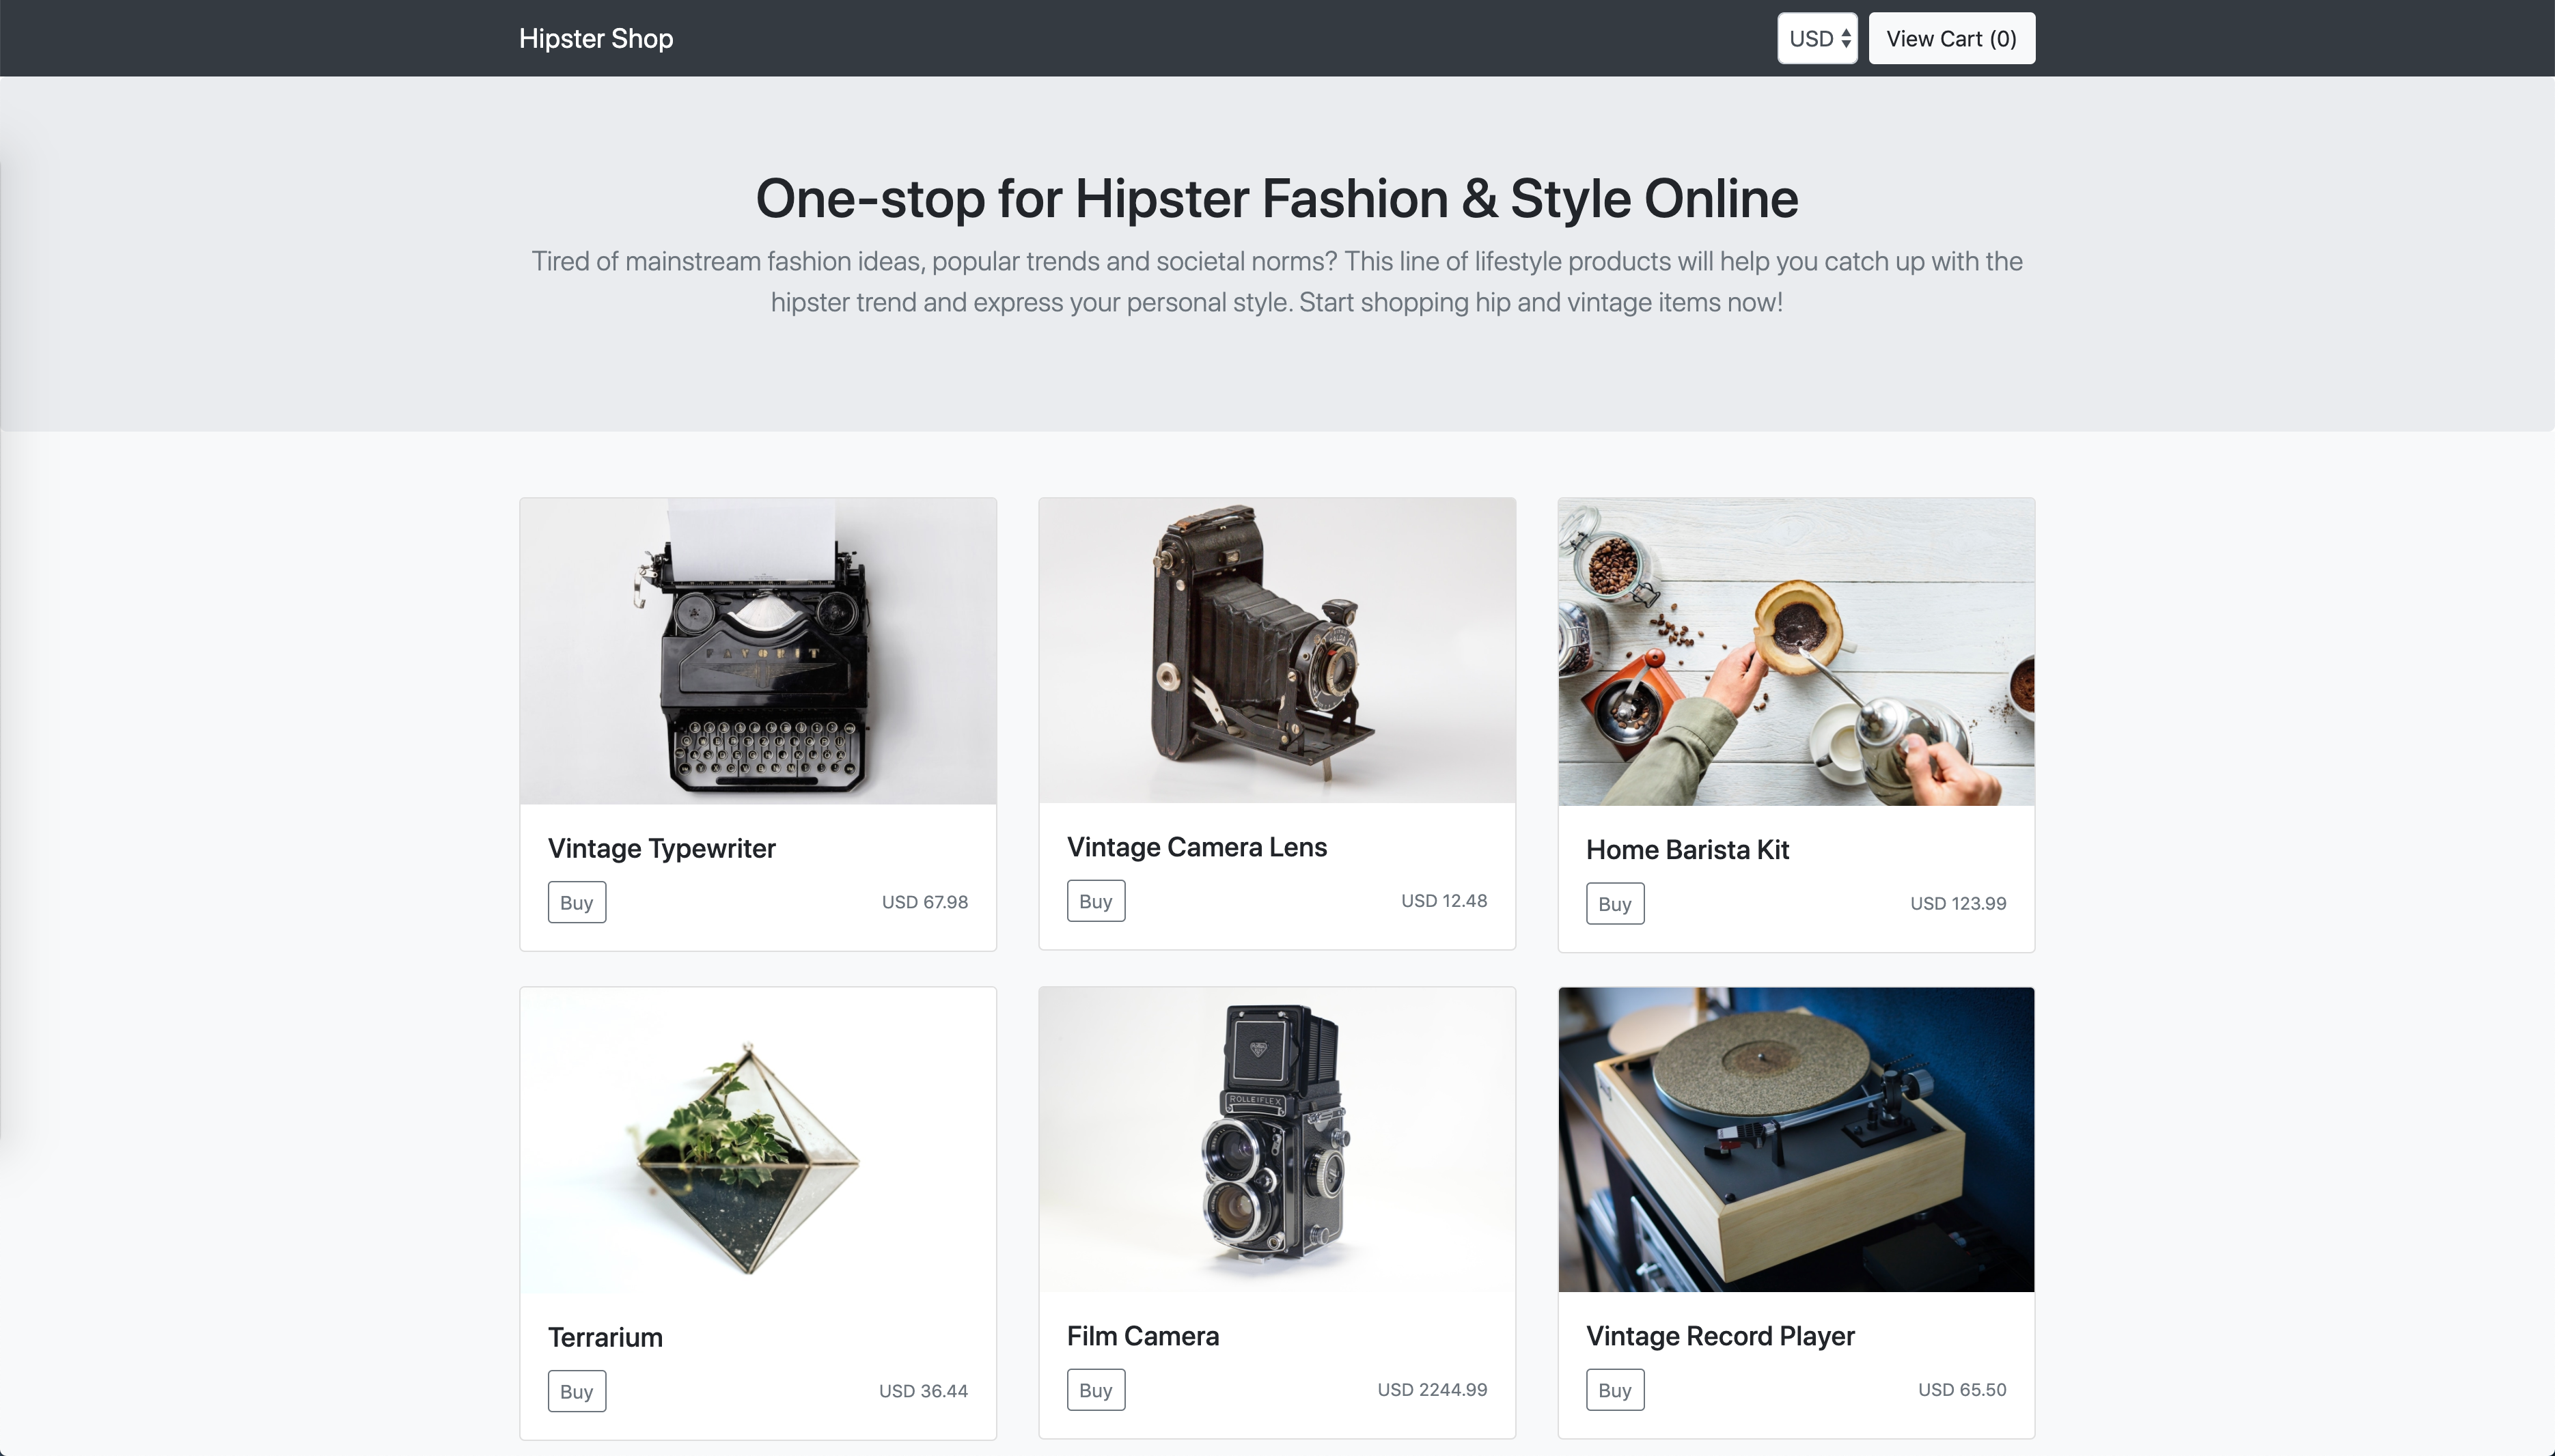 Hipster Shop
USD
View Cart (0)
One-stop for Hipster Fashion & Style Online
Tired of mainstream fashion ideas, popular trends and societal norms? This line of lifestyle products will help you catch up with the
hipster trend and express your personal style. Start shopping hip and vintage items now!
FAVORIT
Vintage Typewriter
Buy
USD 67.98
Vintage Camera Lens
Buy
USD 12.48
Home Barista Kit
Buy
USD 123.99
ROLLEIFLEX
Terrarium
Buy
USD 36.44
Film Camera
Buy
USD 2244.99
Vintage Record Player
Buy
USD 65.50